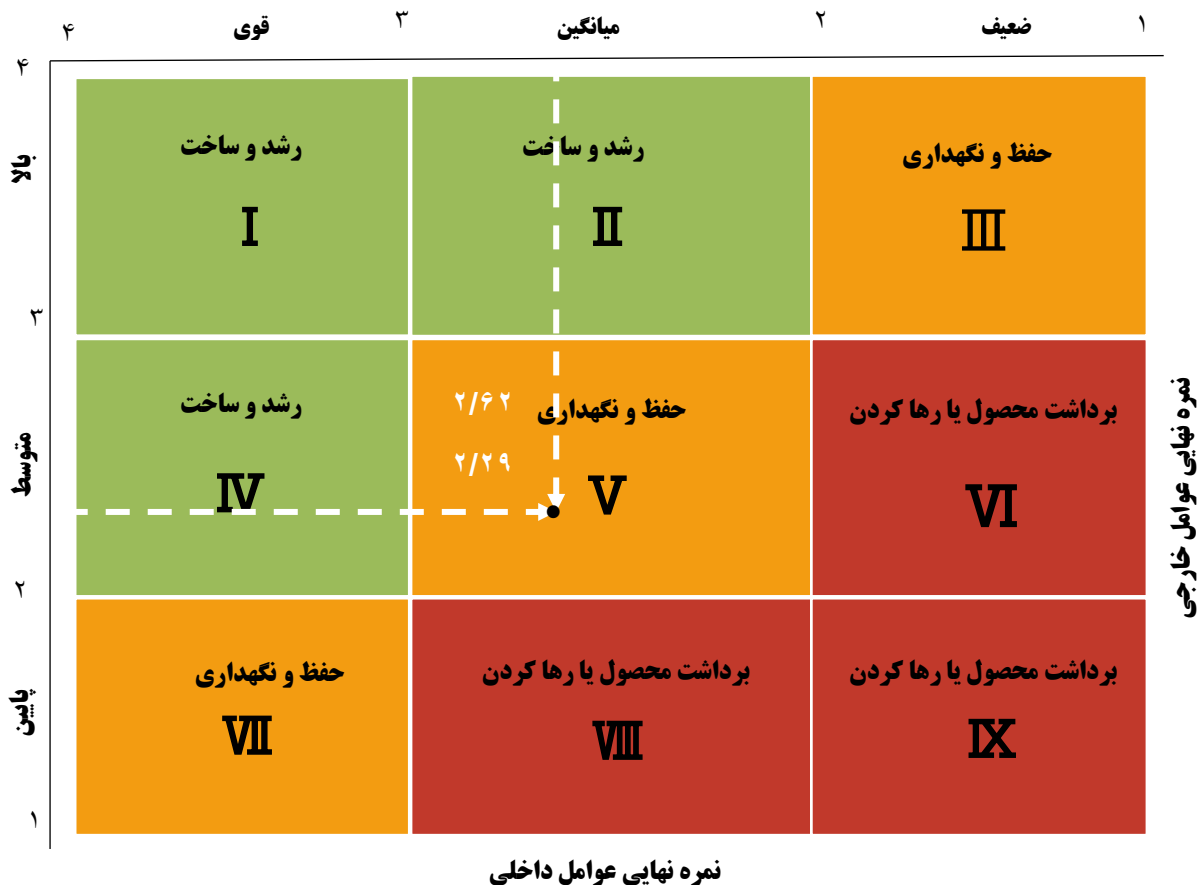 ۴ قوی ۳ میانگین ۲ ضعیف ۱
۴
بالا
۳
متوسط
۲
پایین
۱
رشد و ساخت
I
رشد و ساخت
II
حفظ و نگهداری
III
رشد و ساخت
IV
۲/۶۲
۲/۲۹
حفظ و نگهداری
V
برداشت محصول یا رها کردن
VI
حفظ و نگهداری
VII
برداشت محصول یا رها کردن
VIII
برداشت محصول یا رها کردن
IX
نمره نهایی عوامل خارجی
نمره نهایی عوامل داخلی